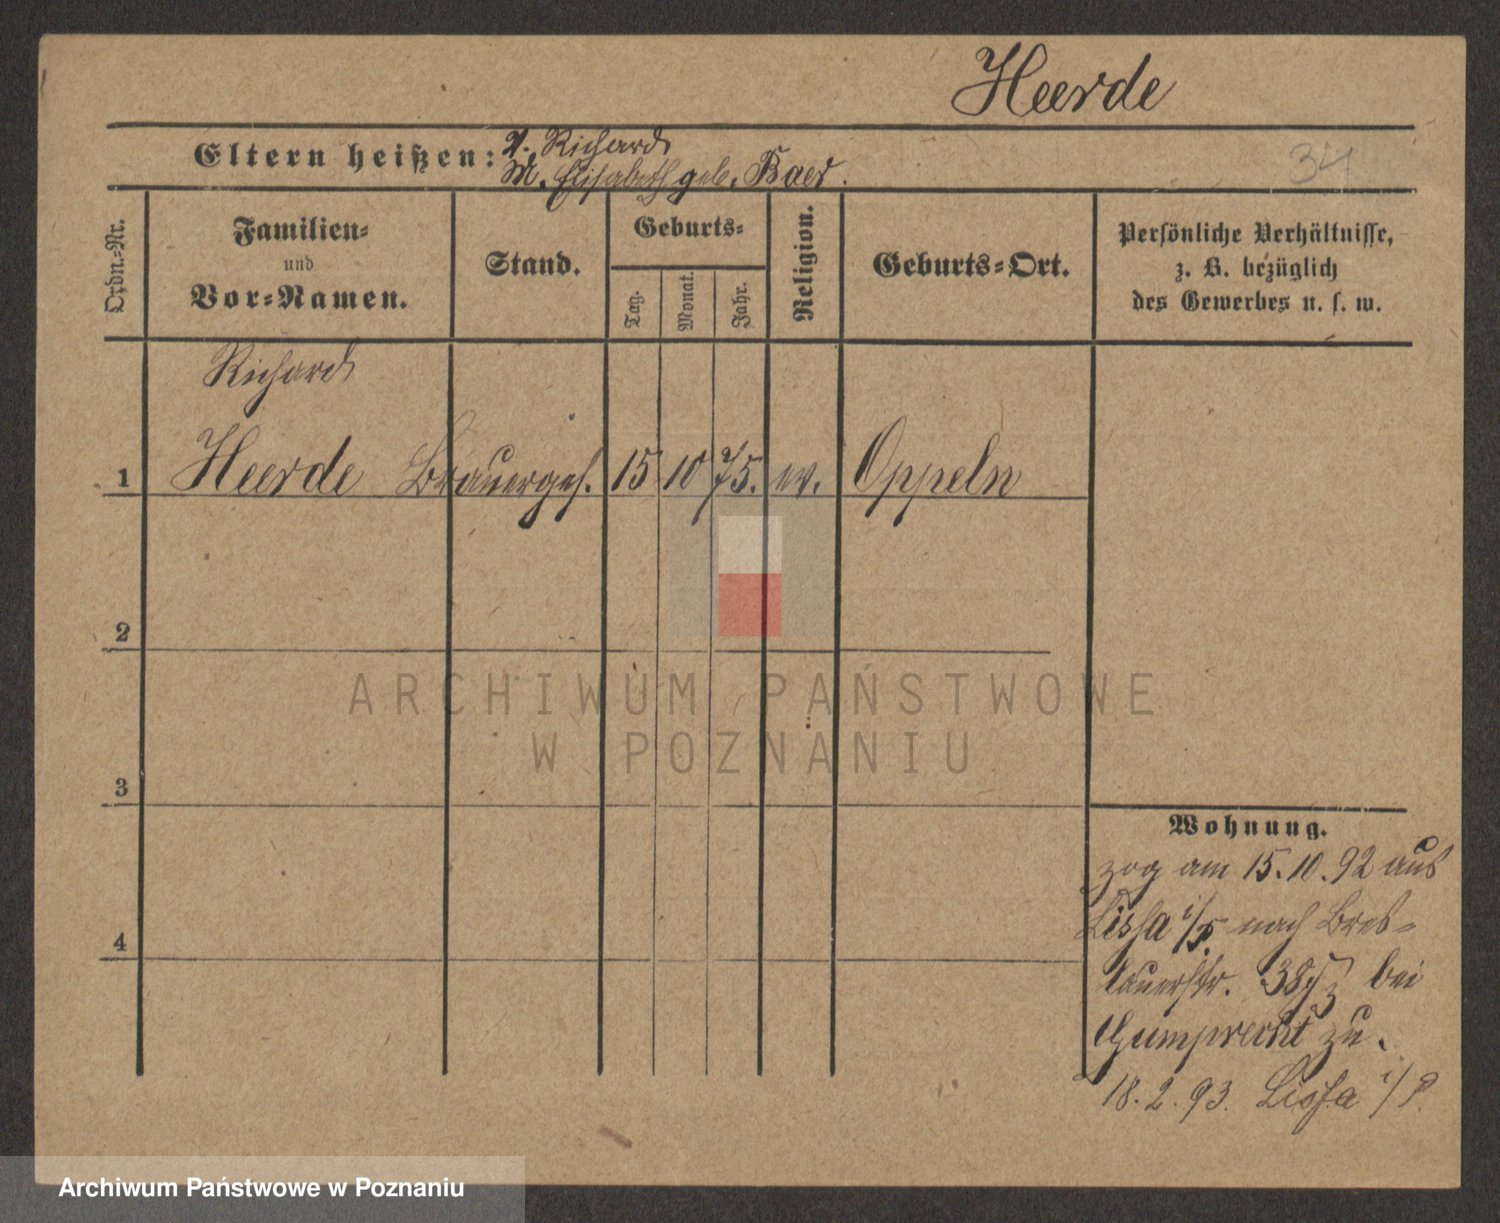 Heerde
Eltern heißen:
V. Richard
M. Elisabeth geb. Baer.
34
Ordn.-Nr.
Familien-
und
Vor-Namen.
Stand.
Geburts-
Tag.
Monat.
Jahr.
Religion.
Geburts-Ort.
Persönliche Verhältnisse,
z. B. bezüglich
des Gewerbes u. s. w.
Richard
1 Heerde Brauerges. 15 10 75. ev. Oppeln
2
3
4
Wohnung.
zog am 15.10.92 aus
Lissa i/P. nach Bres-
lauerstr. bei
Gumprecht zu.
18.2.93. Lissa i/P
ARCHIWUM PAŃSTWOWE
W POZNANIU
Archiwum Państwowe w Poznaniu